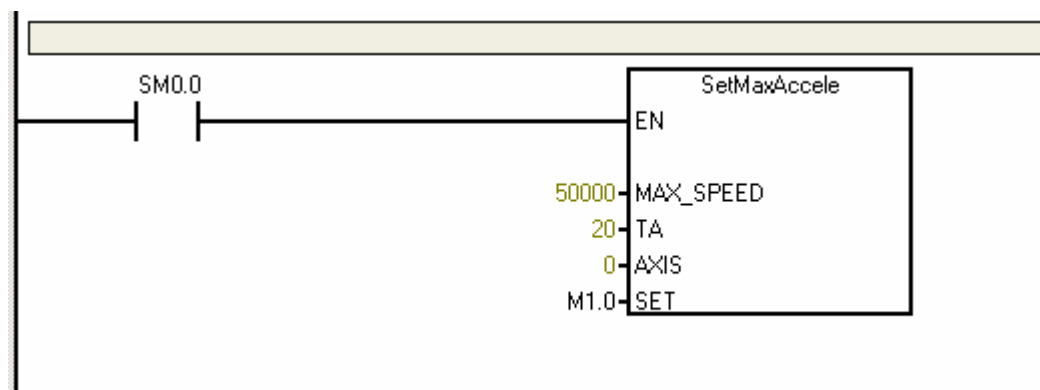 SM0.0
SetMaxAccele
EN
50000 MAX_SPEED
20 TA
0 AXIS
M1.0 SET